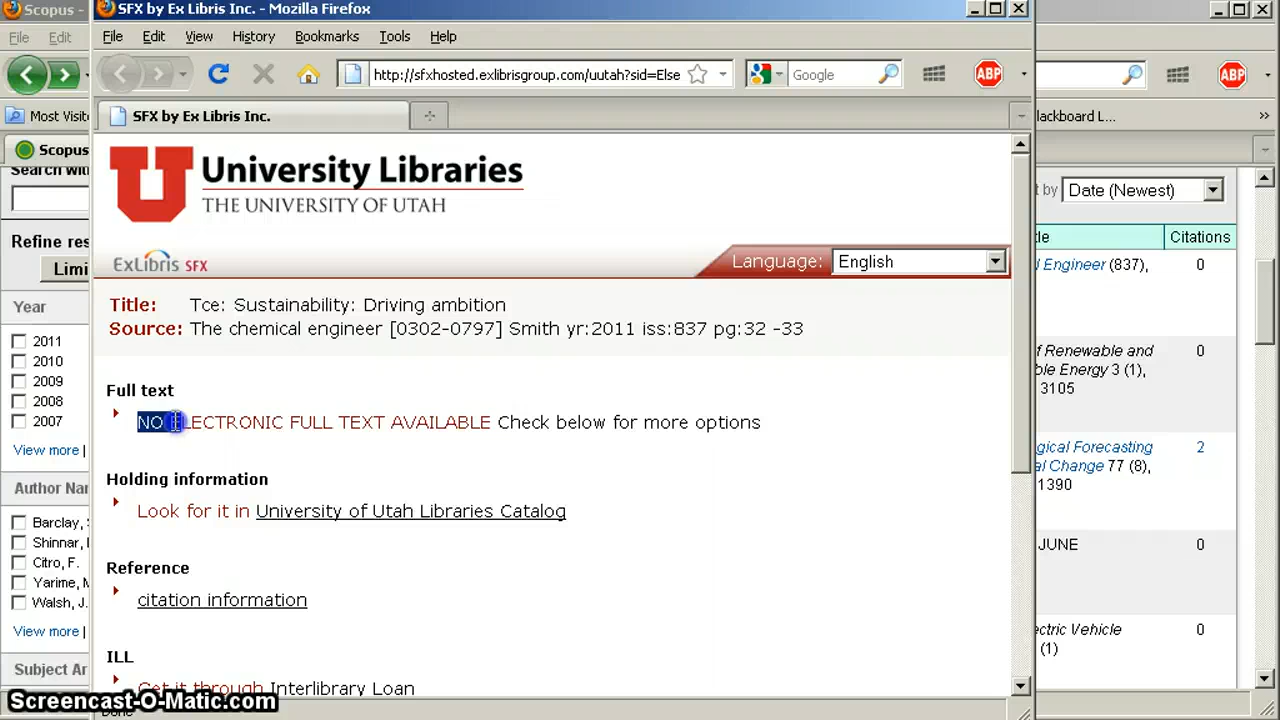 Scopus -
SFX by Ex Libris Inc. - Mozilla Firefox
File Edit
File Edit View History Bookmarks Tools Help
http://sfxhosted.exlibrisgroup.com/uutah?sid=Else
Google
ABP
ABP
Most Visite
SFX by Ex Libris Inc.
lackboard L...
Scopus
Search with
University Libraries
THE UNIVERSITY OF UTAH
by Date (Newest)
Refine res
Limi
ExLibris SFX
Language: English
Citations
l Engineer (837), 0
Year
Title: Tce: Sustainability: Driving ambition
Source: The chemical engineer [0302-0797] Smith yr:2011 iss:837 pg:32 -33
2011
2010
2009
2008
2007
View more
f Renewable and 0
ble Energy 3 (1),
3105
Full text
NO ELECTRONIC FULL TEXT AVAILABLE Check below for more options
gical Forecasting 2
al Change 77 (8),
1390
Author Nar
Holding information
Look for it in University of Utah Libraries Catalog
Barclay, S
Shinnar,
Citro, F.
Yarime, M
Walsh, J.
View more
JUNE 0
Reference
citation information
ectric Vehicle 0
(1)
Subject Ar
ILL
Get it through Interlibrary Loan
Done
Screencast-O-Matic.com